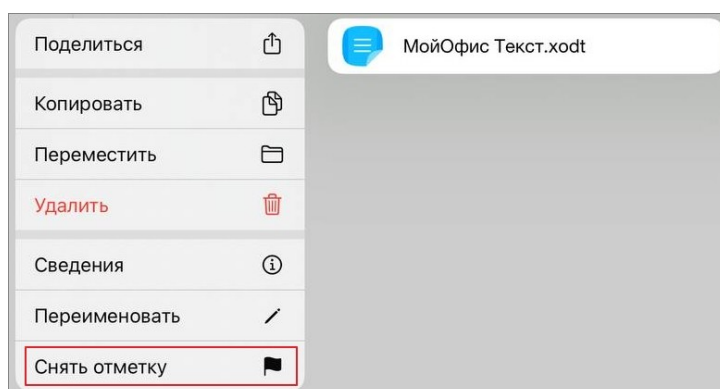 Поделиться
МойОфис Текст.xodt
Копировать
Переместить
Удалить
Сведения
Переименовать
Снять отметку